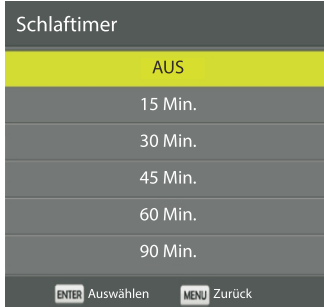 Schlaftimer
AUS
15 Min.
30 Min.
45 Min.
60 Min.
90 Min.
ENTER Auswählen MENU Zurück